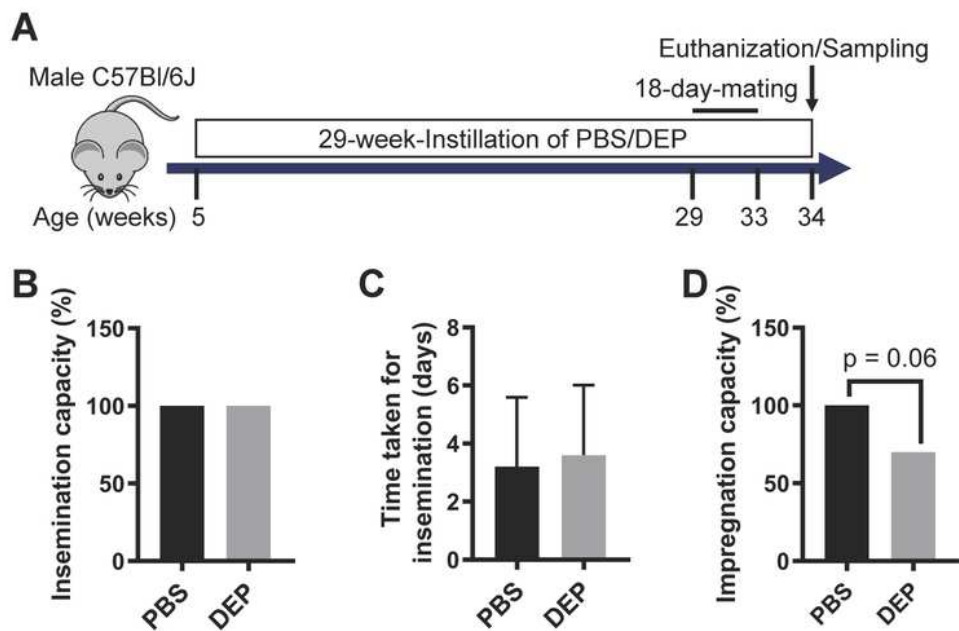 A
Male C57Bl/6J
Euthanization/Sampling
18-day-mating
29-week-Instillation of PBS/DEP
Age (weeks)
5
29
33
34
B
Insemination capacity (%)
150
100
50
0
PBS
DEP
C
Time taken for
insemination (days)
8
6
4
2
0
PBS
DEP
D
Impregnation capacity (%)
150
100
50
0
p = 0.06
PBS
DEP